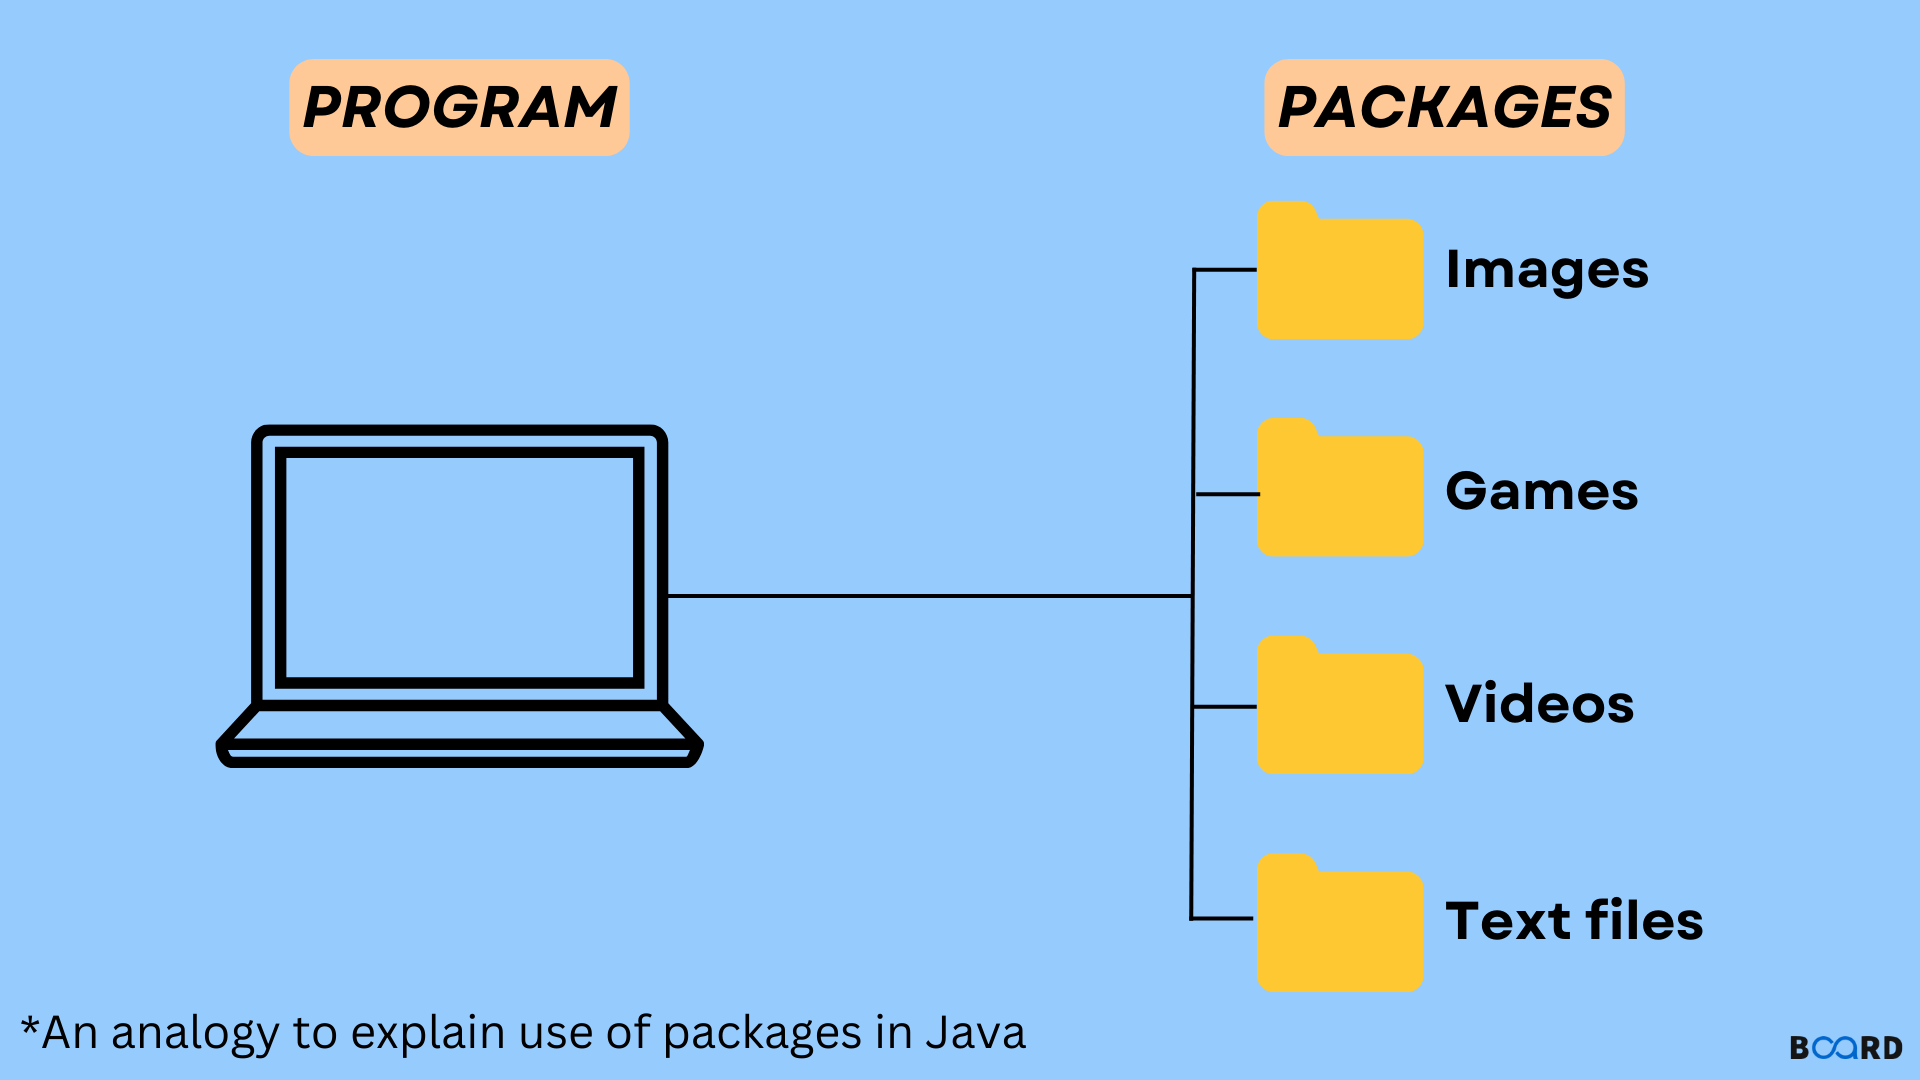 PROGRAM
PACKAGES
Images
Games
Videos
Text files
*An analogy to explain use of packages in Java
BOARD